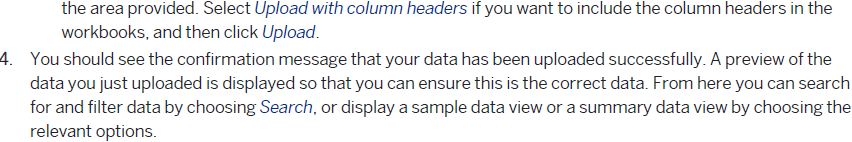 the area provided. Select Upload with column headers if you want to include the column headers in the
workbooks, and then click Upload.
4. You should see the confirmation message that your data has been uploaded successfully. A preview of the
data you just uploaded is displayed so that you can ensure this is the correct data. From here you can search
for and filter data by choosing Search, or display a sample data view or a summary data view by choosing the
relevant options.